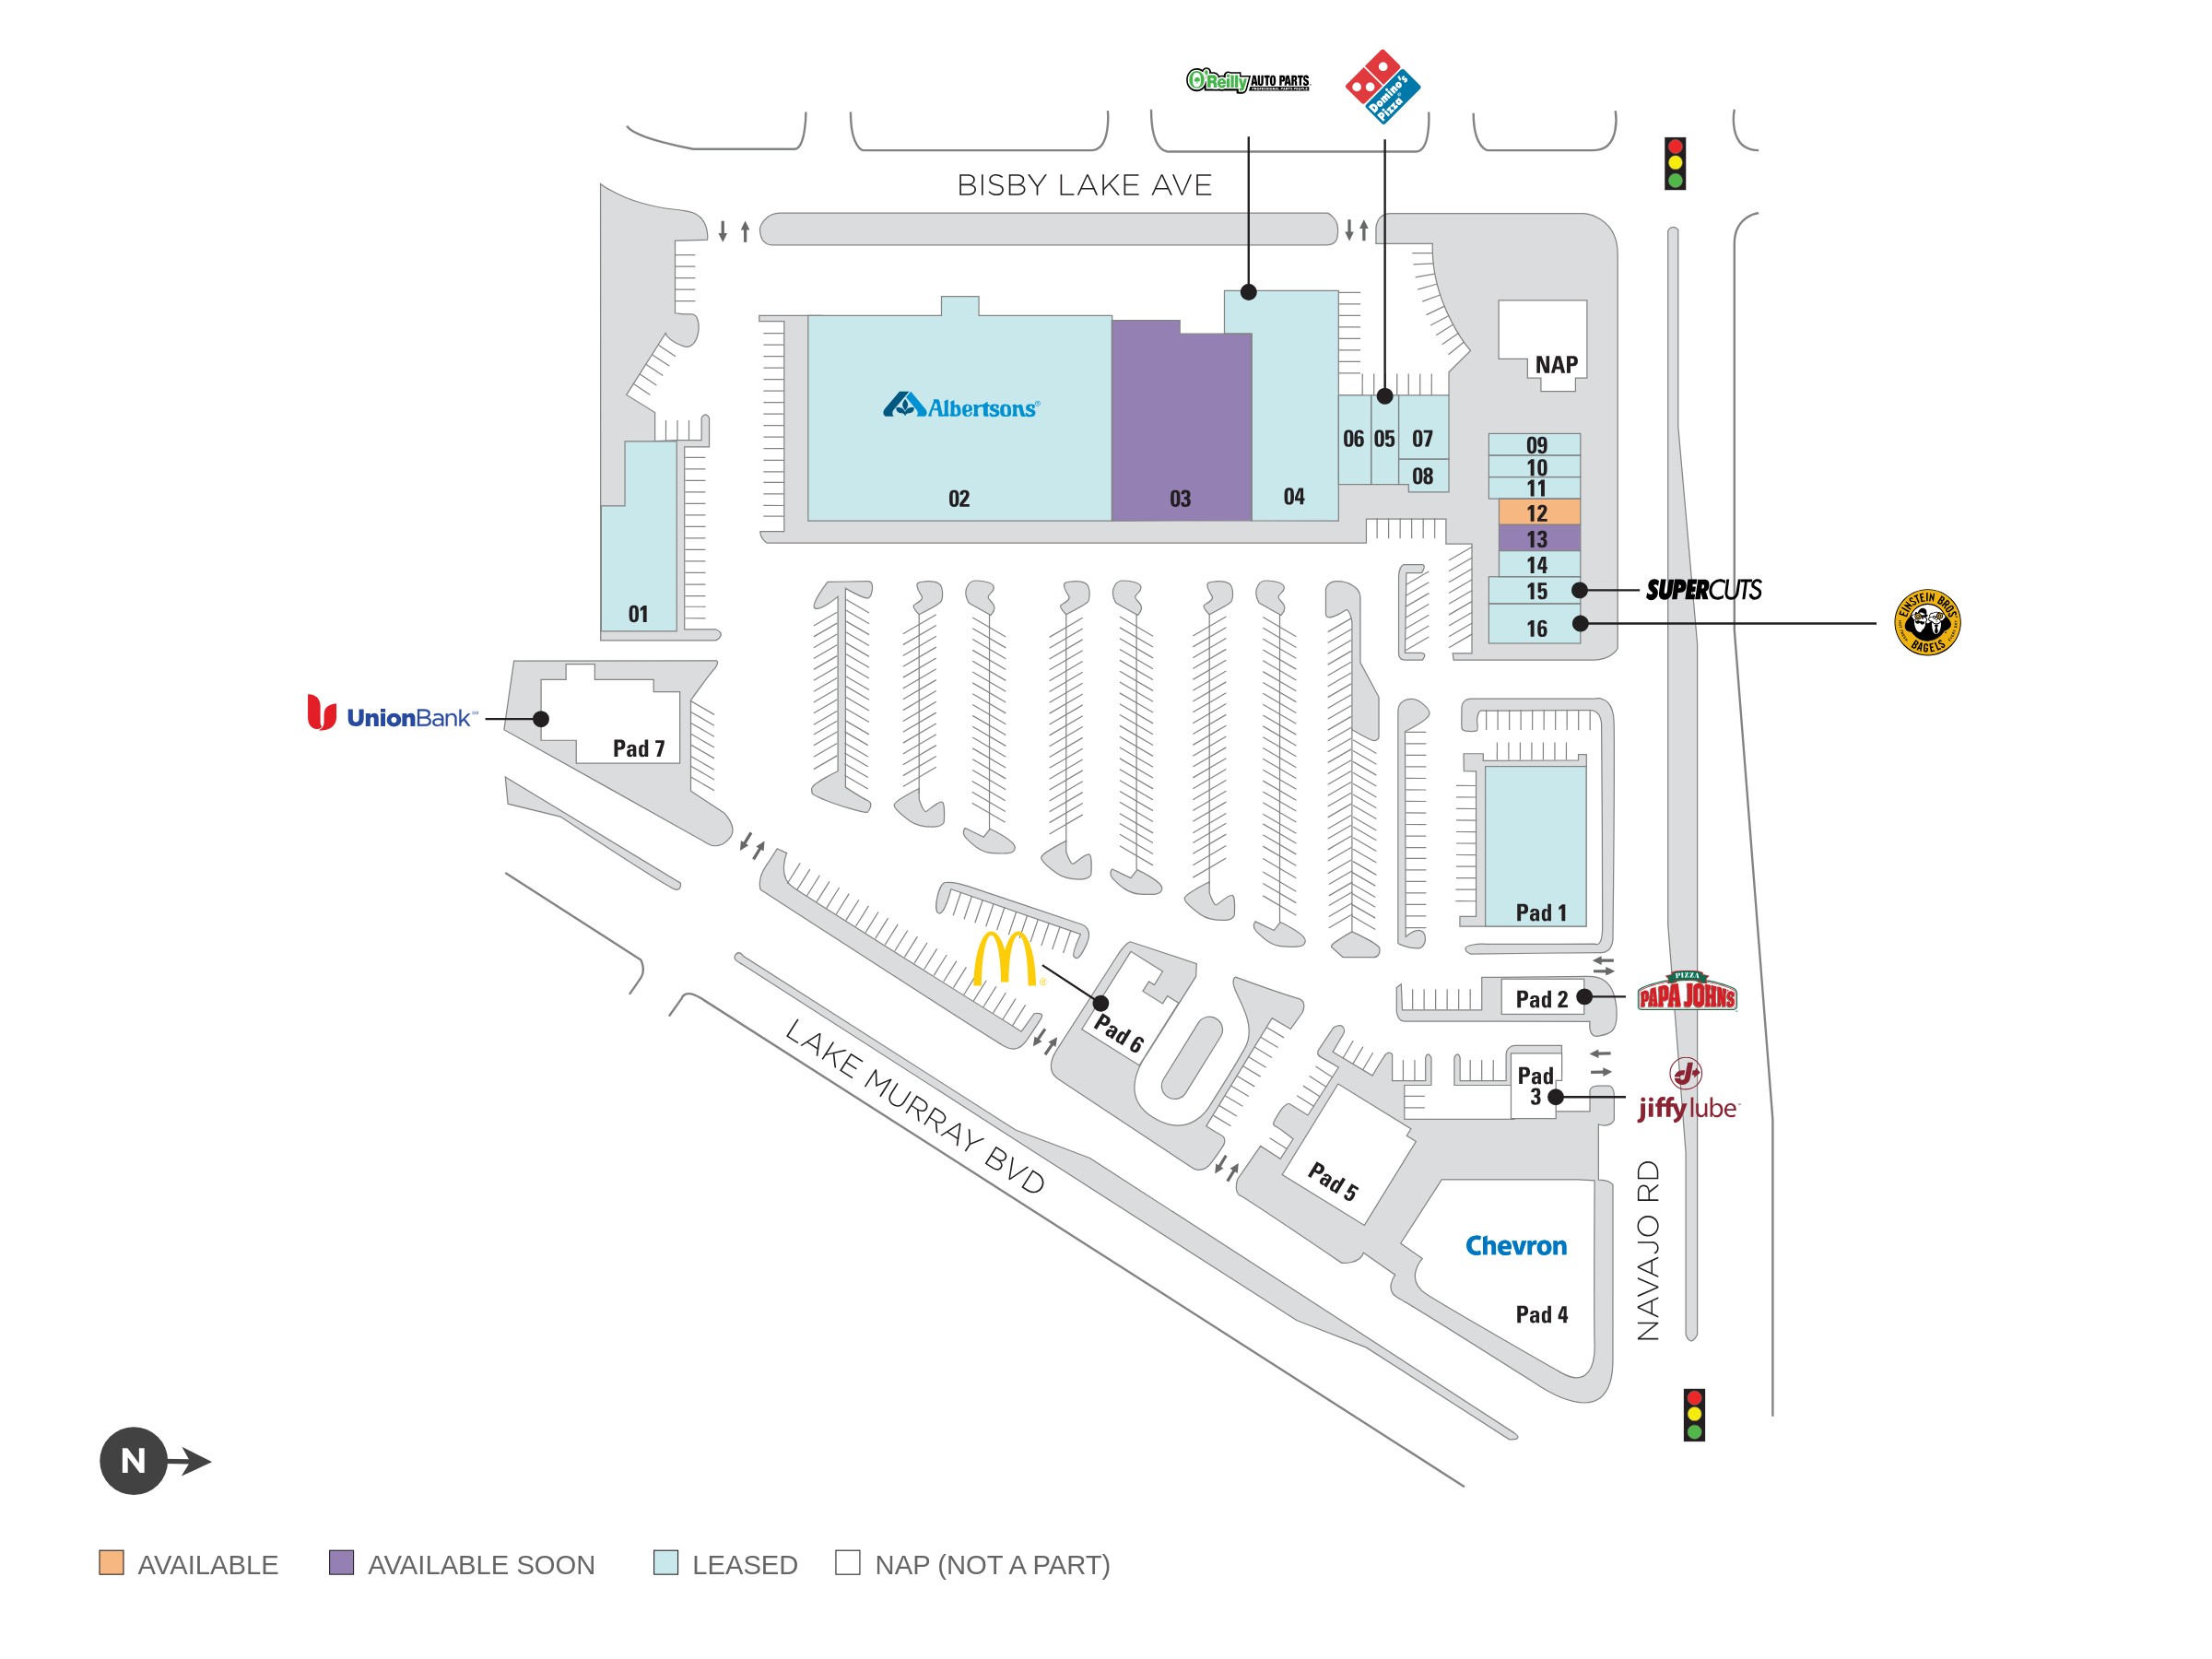 O'Reilly AUTO PARTS
Domino's
Pizza
BISBY LAKE AVE
NAP
Albertsons®
06 05 07
08
09
10
11
12
13
14
15
16
02
03
04
SUPERCUTS
EINSTEIN BROS
BAGELS
01
UnionBank
Pad 7
Pad 1
Pad 2
PIZZA
PAPA JOHNS
Pad 6
Pad
3
jiffy lube
LAKE MURRAY BVD
Pad 5
NAVAJO RD
Chevron
Pad 4
N
AVAILABLE
AVAILABLE SOON
LEASED
NAP (NOT A PART)